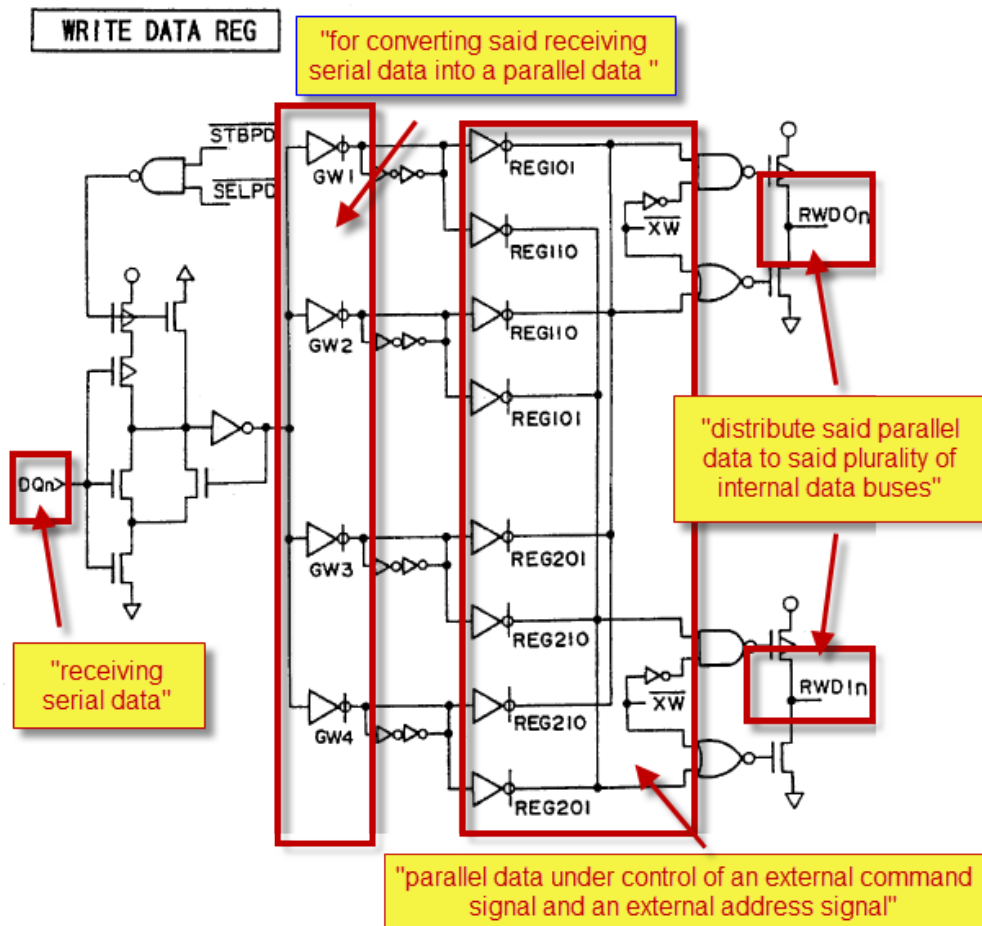 WRITE DATA REG
"for converting said receiving
serial data into a parallel data "
STBPD
SELPD
GW1
REG101
RWD0n
XW
REG110
GW2
REG110
REG101
"distribute said parallel
data to said plurality of
internal data buses"
DQn
GW3
REG201
REG210
"receiving
serial data"
RWD1n
XW
GW4
REG210
REG201
"parallel data under control of an external command
signal and an external address signal"